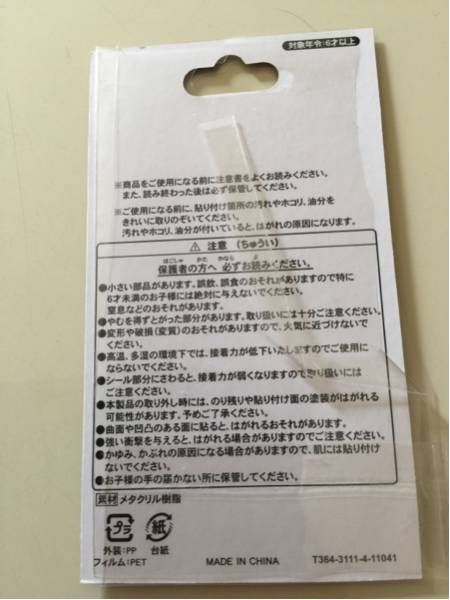 対象年令:6才以上
※商品をご使用になる前に注意書をよくお読みください。
また、読み終わった後は必ず保管してください。
※ご使用になる前に、貼り付け箇所の汚れやホコリ、油分を
きれいに取りのぞいてください。
汚れやホコリ、油分が付いていると、はがれの原因になります。
⚠ 注意 (ちゅうい)
ほごしゃ かた かなら よ
保護者の方へ 必ずお読みください。
●小さい部品があります。誤飲、誤食のおそれがありますので特に
6才未満のお子様には絶対に与えないでください。
窒息などのおそれがあります。
●やむを得ずとがった部分があります。取り扱いには十分ご注意ください。
●変形や破損(変質)のおそれがありますので、火気に近づけないで
ください。
●高温、多湿の環境下では、接着力が低下いたしますのでご使用に
ならないでください。
●シール部分にさわると、接着力が弱くなりますので取り扱いには
ご注意ください。
●本製品の取り外し時には、のり残りや貼り付け面の塗装がはがれる
可能性があります。予めご了承ください。
●曲面や凹凸のある面に貼ると、はがれるおそれがあります。
●強い衝撃を与えると、はがれる場合がありますのでご注意ください。
●かゆみ、かぶれの原因になる場合がありますので、肌には貼り付け
ないでください。
●お子様の手の届かない所に保管してください。
素材 メタクリル樹脂
プラ 紙
外装:PP 台紙
フィルム:PET MADE IN CHINA T364-3111-4-11041